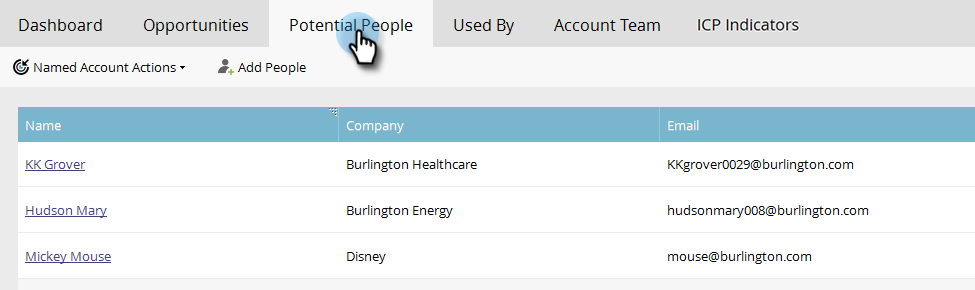 Dashboard Opportunities Potential People Used By Account Team ICP Indicators
Named Account Actions Add People
Name Company Email
KK Grover Burlington Healthcare KKgrover0029@burlington.com
Hudson Mary Burlington Energy hudsonmary008@burlington.com
Mickey Mouse Disney mouse@burlington.com